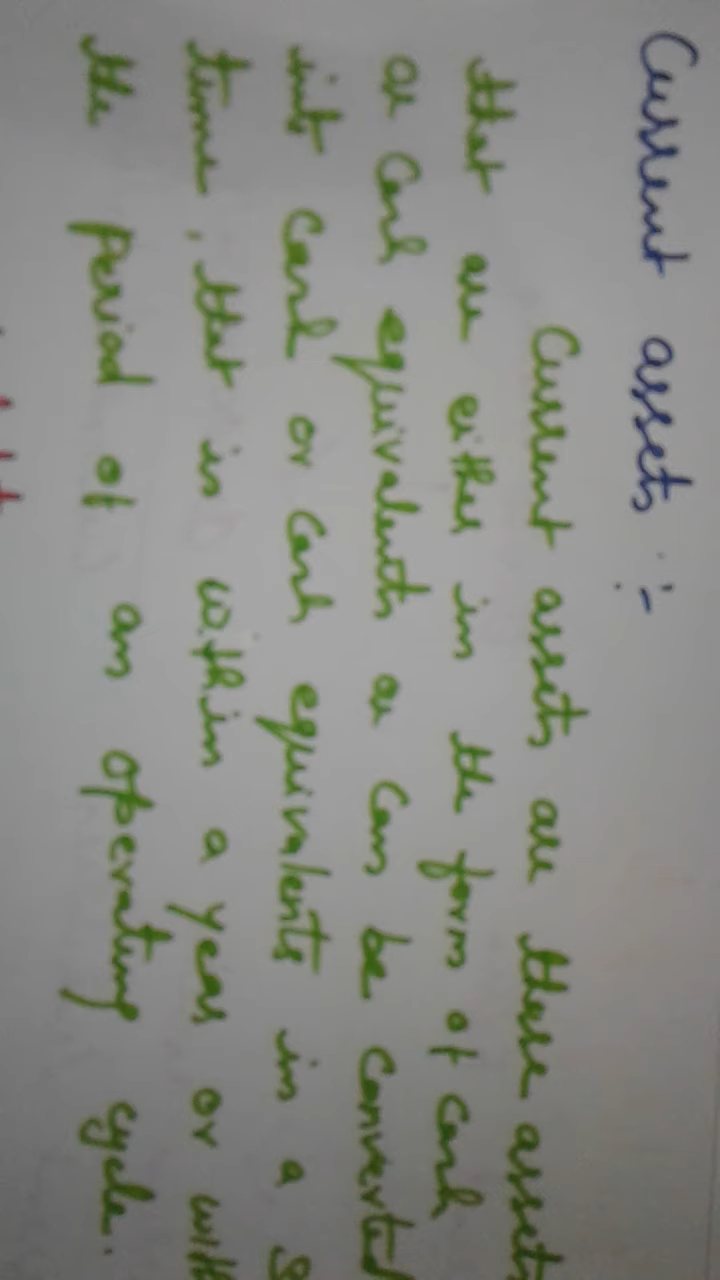 Current assets :-
Current assets are those assets
that are either in the form of cash
or cash equivalents or can be converted
into cash or cash equivalents in a
time, that is within a year or
the period of an operating cycle.